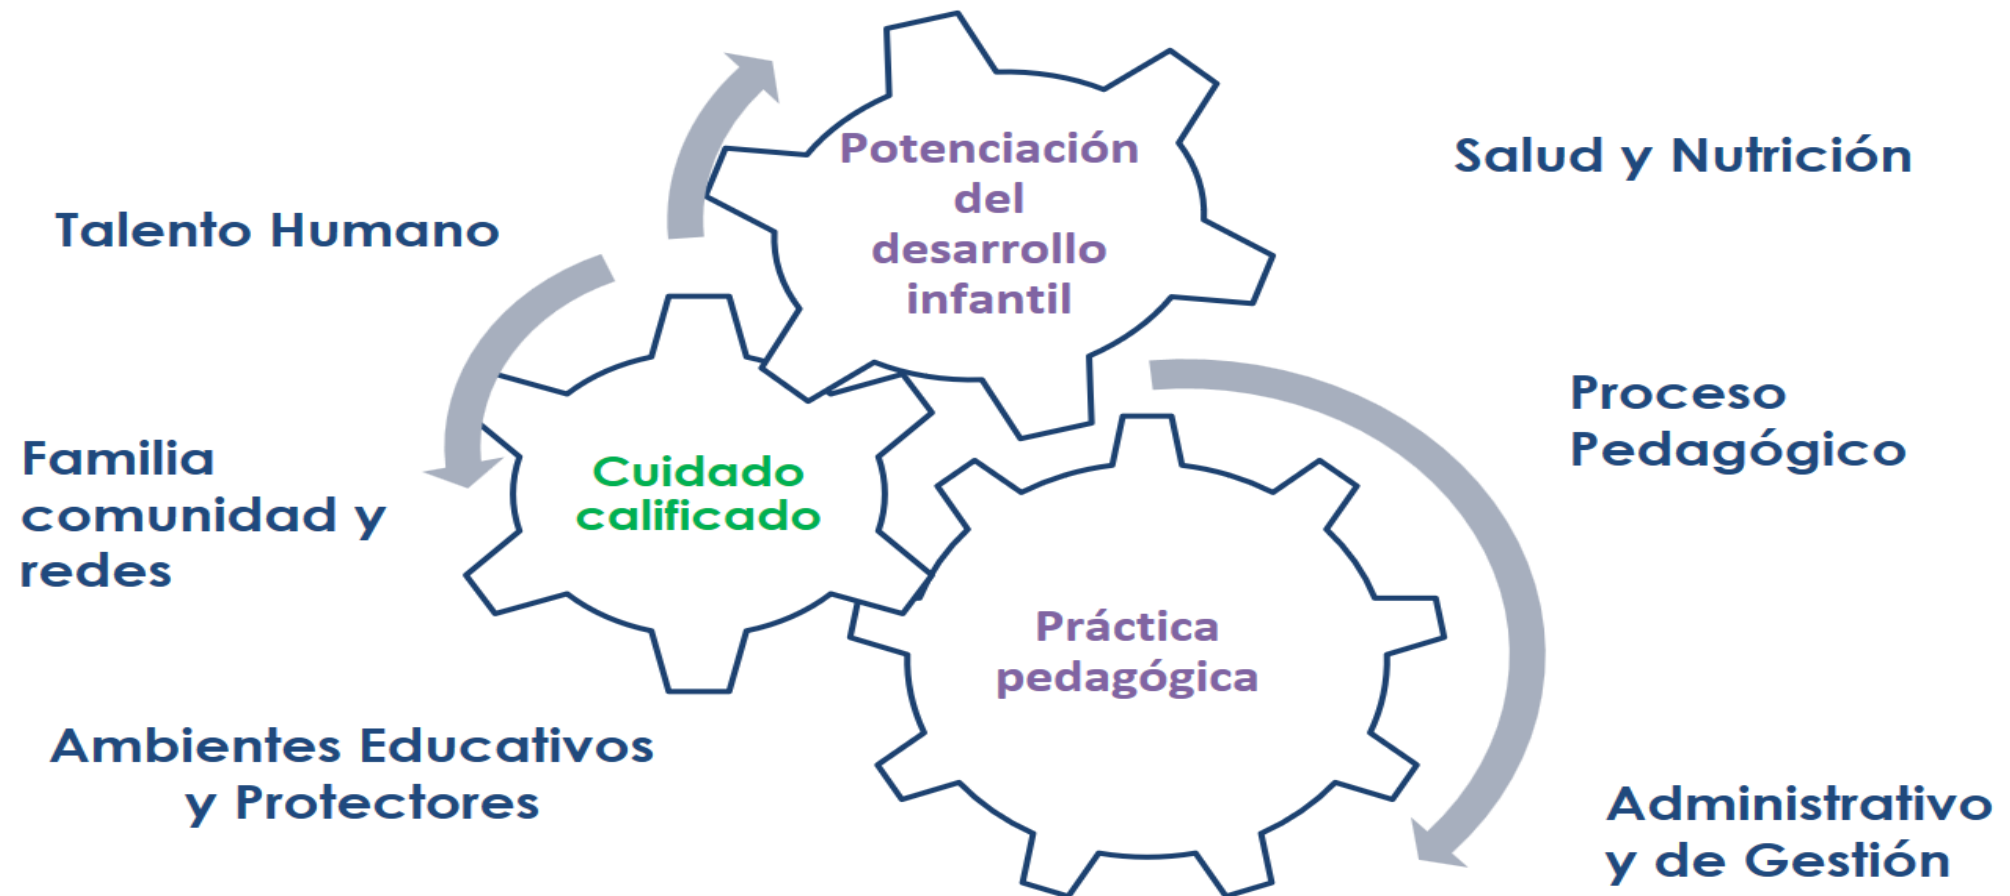 Potenciación
del
desarrollo
infantil
Salud y Nutrición
Talento Humano
Proceso
Pedagógico
Familia
comunidad y
redes
Cuidado
calificado
Práctica
pedagógica
Ambientes Educativos
y Protectores
Administrativo
y de Gestión